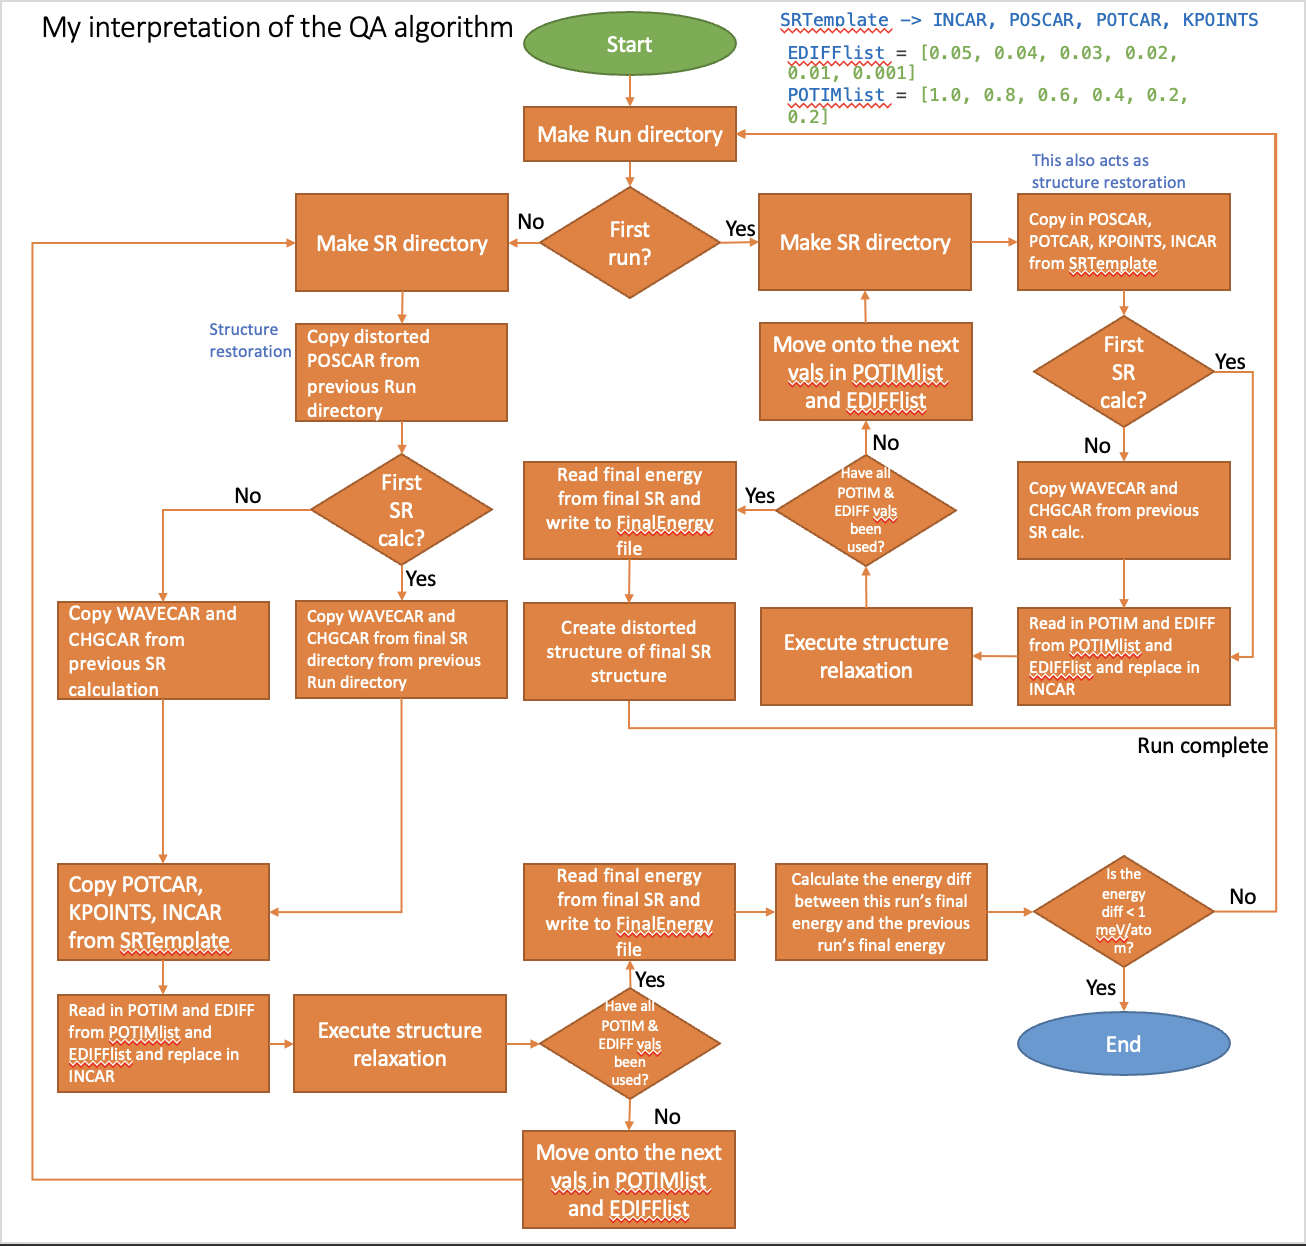 My interpretation of the QA algorithm
SRTemplate -> INCAR, POSCAR, POTCAR, KPOINTS
EDIFFlist = [0.05, 0.04, 0.03, 0.02,
0.01, 0.001]
POTIMlist = [1.0, 0.8, 0.6, 0.4, 0.2,
0.2]
Start
Make Run directory
First
run?
No
Yes
Make SR directory
Structure
restoration
Copy distorted
POSCAR from
previous Run
directory
First
SR
calc?
No
Yes
Copy WAVECAR and
CHGCAR from
previous SR
calculation
Copy WAVECAR and
CHGCAR from final SR
directory from previous
Run directory
Make SR directory
This also acts as
structure restoration
Copy in POSCAR,
POTCAR, KPOINTS, INCAR
from SRTemplate
First
SR
calc?
Yes
No
Copy WAVECAR and
CHGCAR from previous
SR calc.
Read in POTIM and EDIFF
from POTIMlist and
EDIFFlist and replace in
INCAR
Execute structure
relaxation
Have all
POTIM &
EDIFF vals
been
used?
No
Move onto the next
vals in POTIMlist
and EDIFFlist
Yes
Read final energy
from final SR and
write to FinalEnergy
file
Create distorted
structure of final SR
structure
Run complete
Copy POTCAR,
KPOINTS, INCAR
from SRTemplate
Read in POTIM and EDIFF
from POTIMlist and
EDIFFlist and replace in
INCAR
Execute structure
relaxation
Have all
POTIM &
EDIFF vals
been
used?
Yes
No
Move onto the next
vals in POTIMlist
and EDIFFlist
Read final energy
from final SR and
write to FinalEnergy
file
Calculate the energy diff
between this run's final
energy and the previous
run's final energy
Is the
energy
diff < 1
meV/ato
m?
No
Yes
End